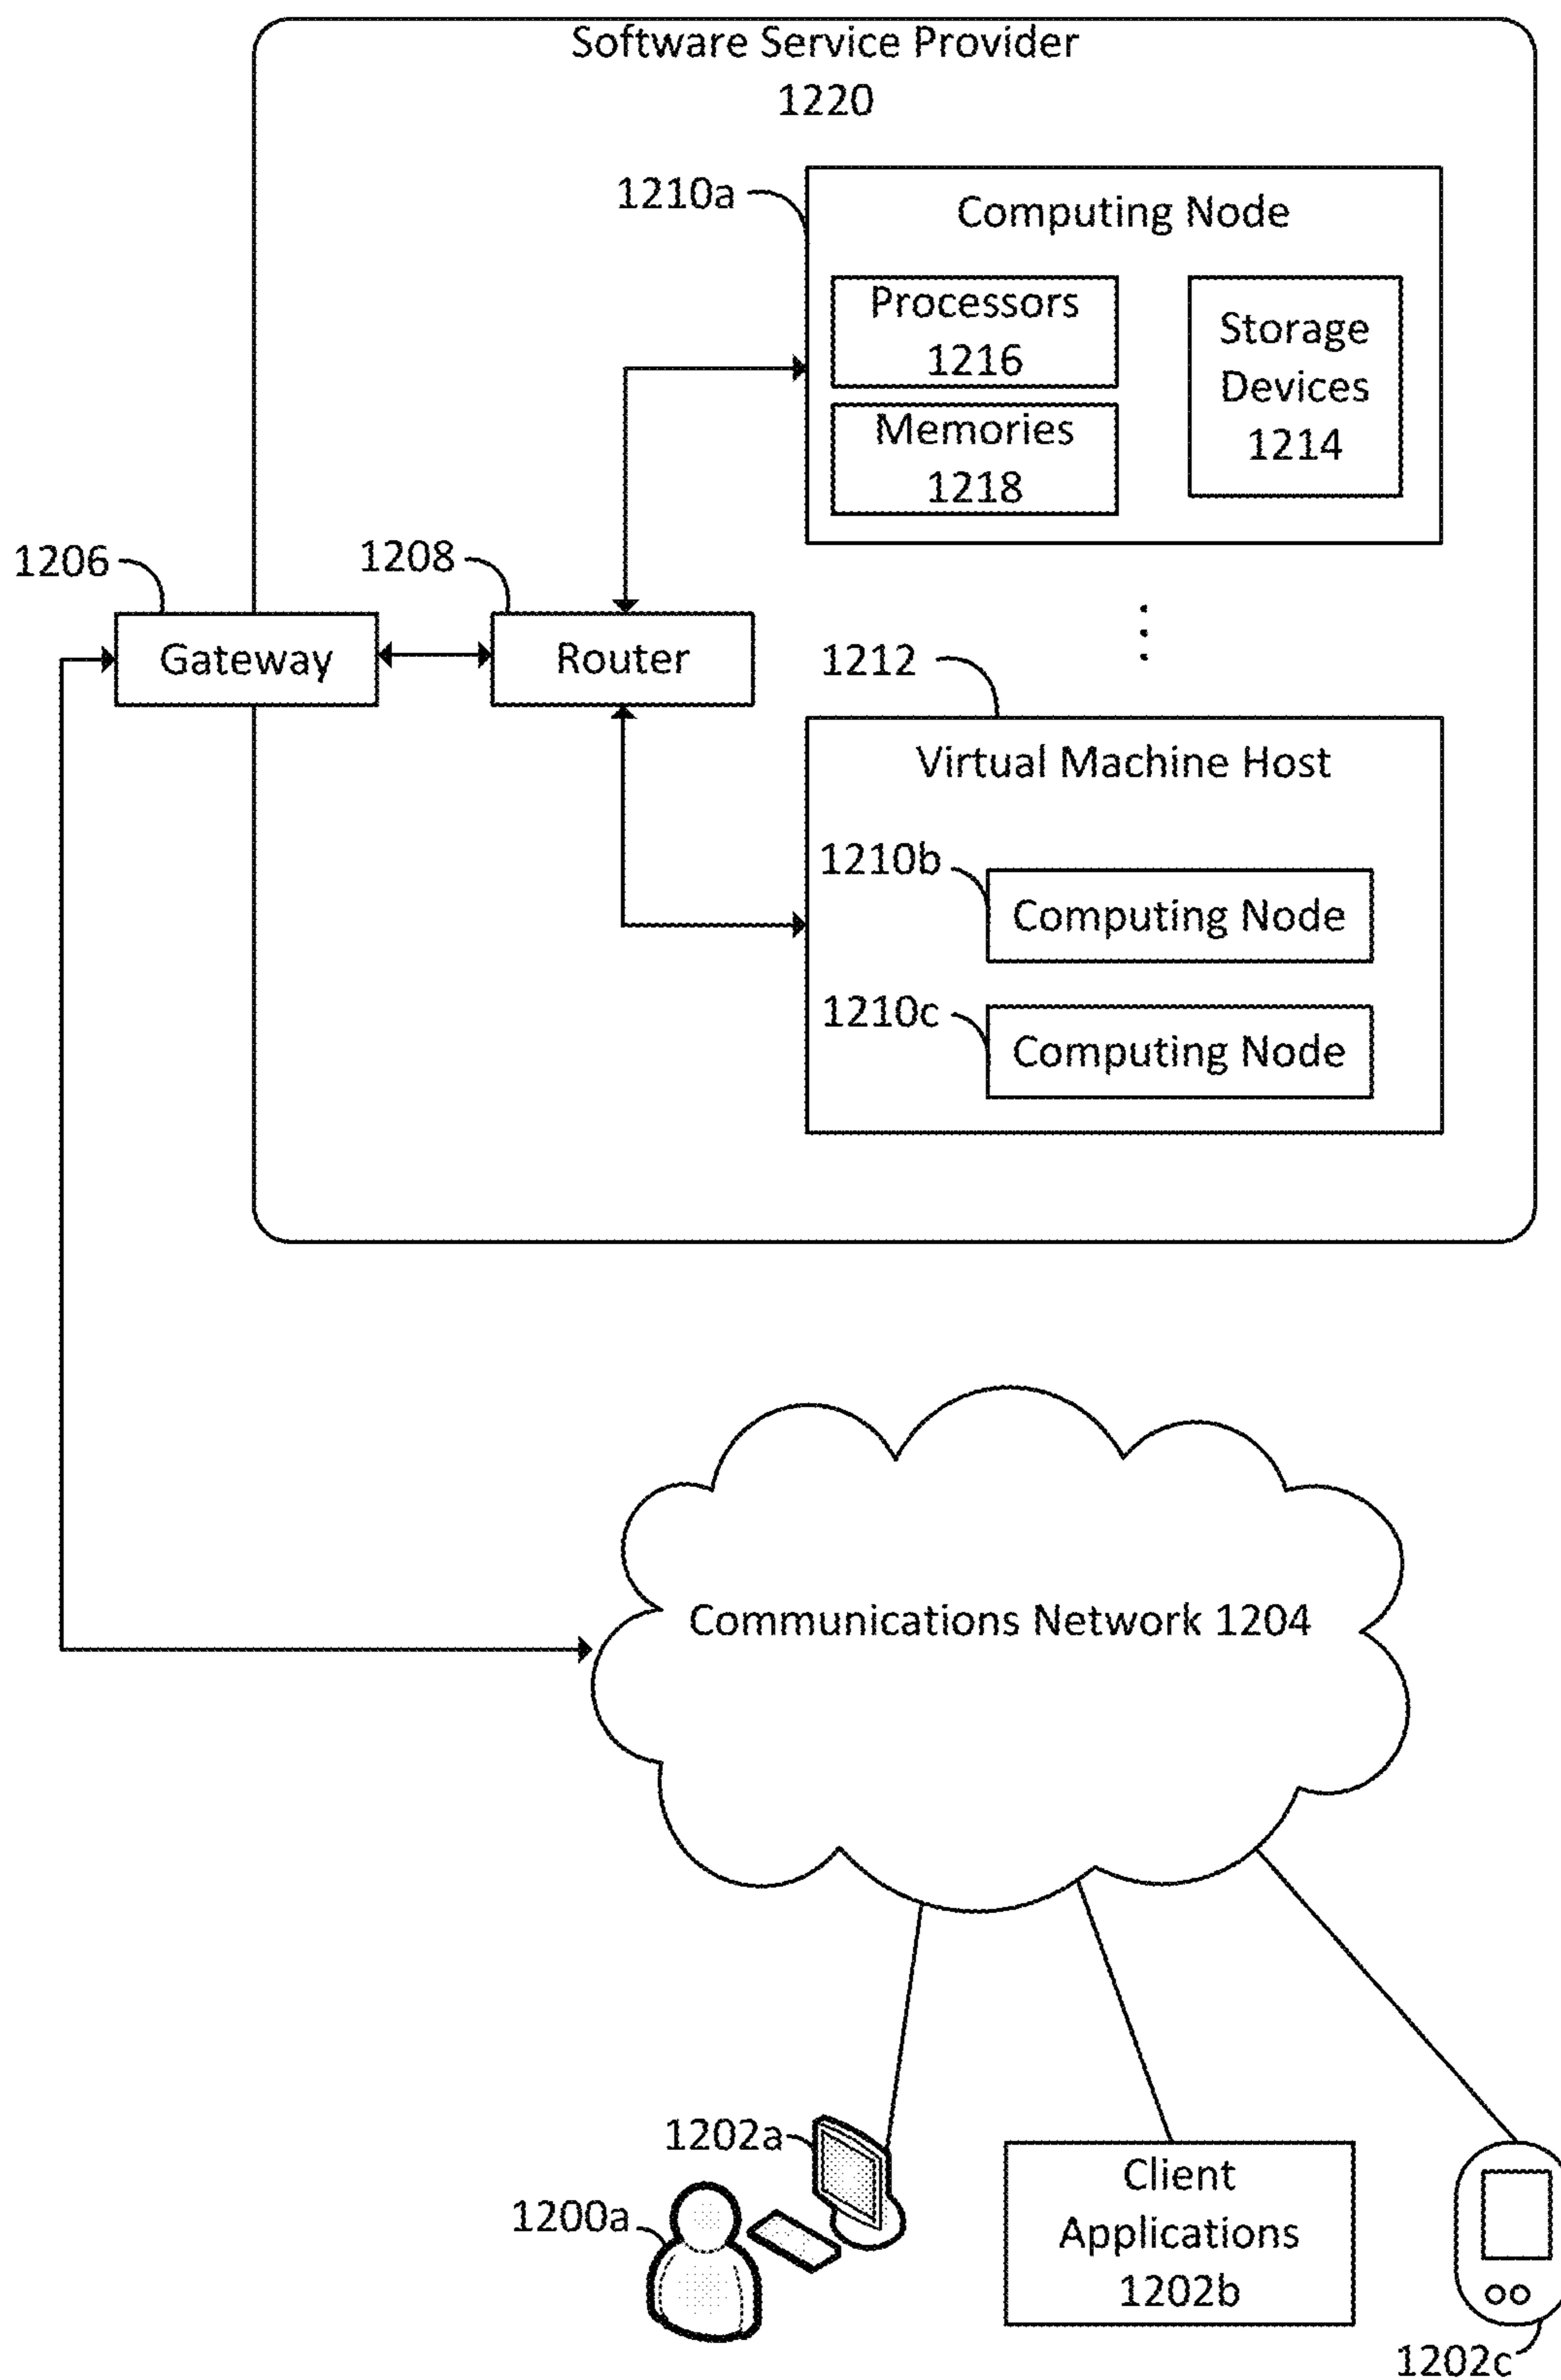 Software Service Provider
1220
1210a
Computing Node
Processors
1216
Storage
Devices
1214
Memories
1218
1206
1208
Gateway
Router
1212
Virtual Machine Host
1210b
Computing Node
1210c
Computing Node
Communications Network 1204
1202a
1200a
Client
Applications
1202b
1202c